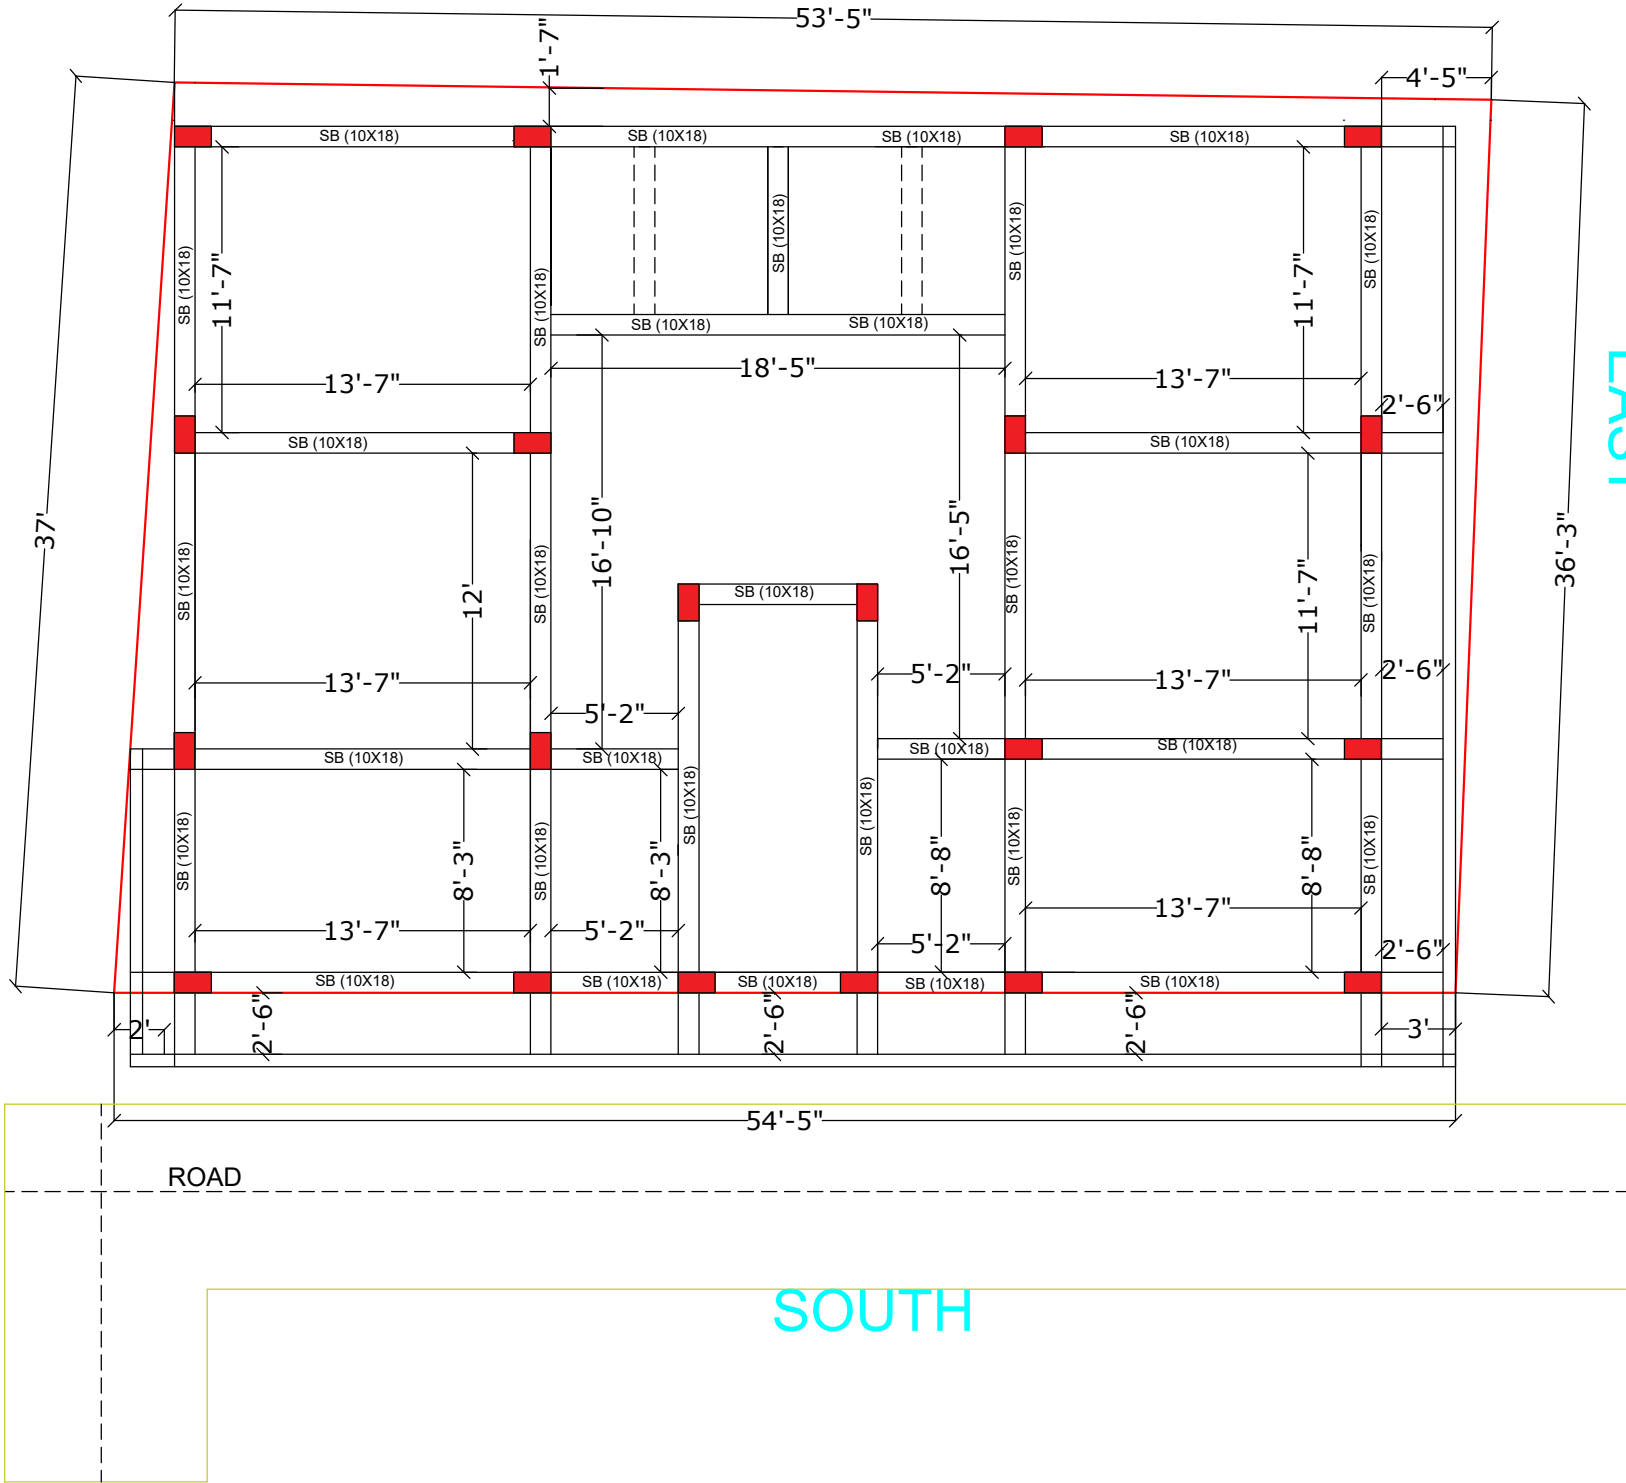 53'-5"
1'-7"
4'-5"
SB (10X18)
SB (10X18)
SB (10X18)
SB (10X18)
SB (10X18)
11'-7"
SB (10X18)
SB (10X18)
SB (10X18)
11'-7"
SB (10X18)
SB (10X18)
SB (10X18)
18'-5"
13'-7"
13'-7"
2'-6"
EAST
SB (10X18)
SB (10X18)
37'
16'-10"
16'-5"
36'-3"
SB (10X18)
12'
SB (10X18)
SB (10X18)
11'-7"
SB (10X18)
SB (10X18)
13'-7"
5'-2"
5'-2"
13'-7"
2'-6"
SB (10X18)
SB (10X18)
SB (10X18)
SB (10X18)
SB (10X18)
8'-3"
SB (10X18)
8'-3"
SB (10X18)
SB (10X18)
8'-8"
SB (10X18)
8'-8"
SB (10X18)
13'-7"
5'-2"
5'-2"
13'-7"
2'-6"
SB (10X18)
SB (10X18)
SB (10X18)
SB (10X18)
SB (10X18)
2'
2'-6"
2'-6"
2'-6"
3'
54'-5"
ROAD
SOUTH